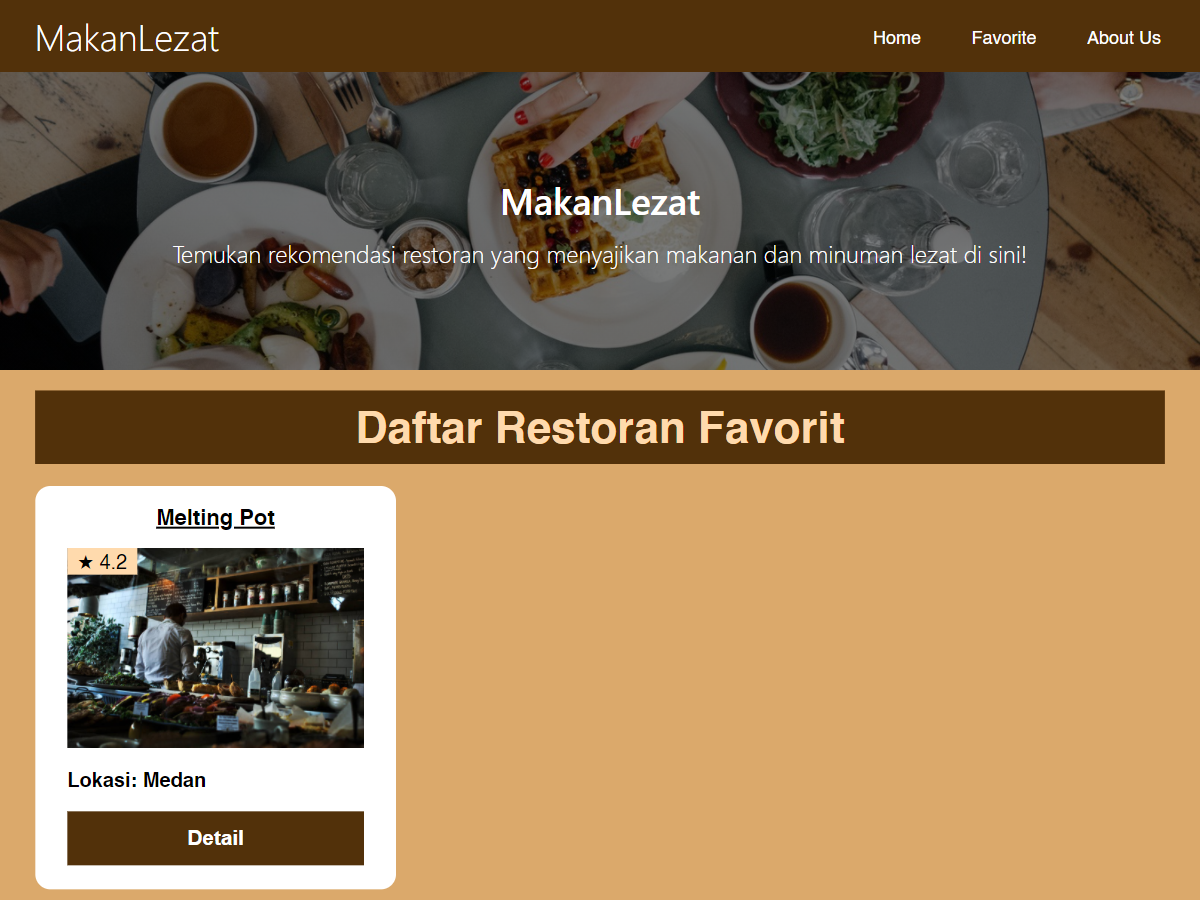 MakanLezat
Home Favorite About Us
MakanLezat
Temukan rekomendasi restoran yang menyajikan makanan dan minuman lezat di sini!
Daftar Restoran Favorit
Melting Pot
★ 4.2
Lokasi: Medan
Detail